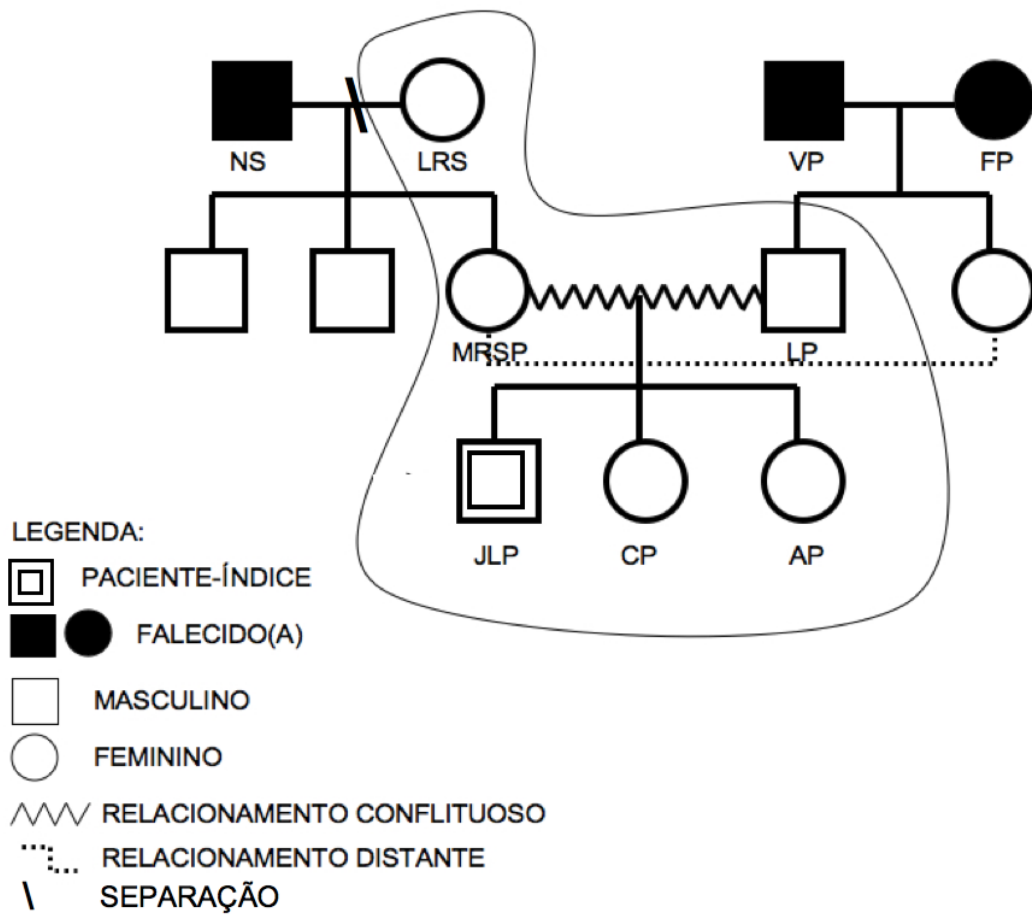 NS LRS VP FP
MRSP LP
JLP CP AP
LEGENDA:
PACIENTE-ÍNDICE
FALECIDO(A)
MASCULINO
FEMININO
RELACIONAMENTO CONFLITUOSO
RELACIONAMENTO DISTANTE
SEPARAÇÃO